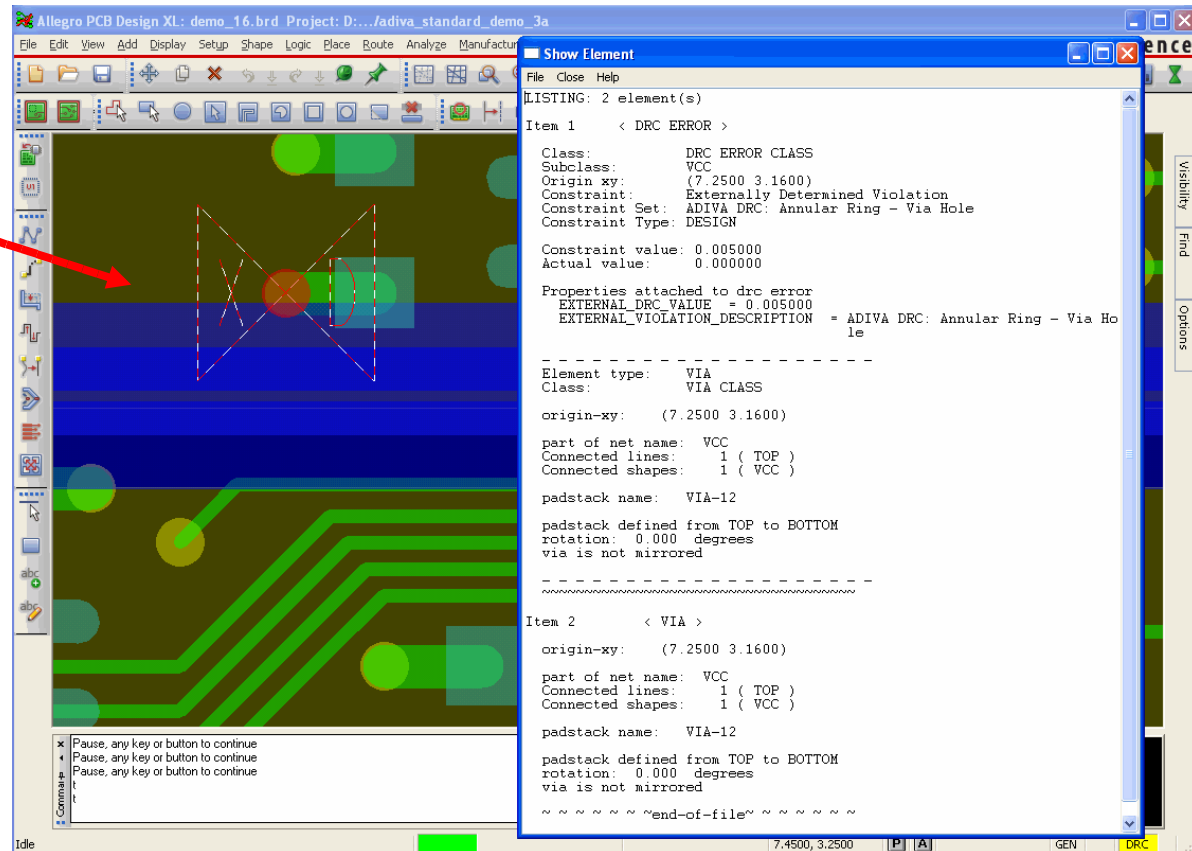 Allegro PCB Design XL: demo_16.brd Project: D:.../adiva_standard_demo_3a
File Edit View Add Display Setup Shape Logic Place Route Analyze Manufactur
ence
Show Element
File Close Help
LISTING: 2 element(s)
Item 1 < DRC ERROR >
Class: DRC ERROR CLASS
Subclass: VCC
Origin xy: (7.2500 3.1600)
Constraint: Externally Determined Violation
Constraint Set: ADIVA DRC: Annular Ring - Via Hole
Constraint Type: DESIGN
Constraint value: 0.005000
Actual value: 0.000000
Properties attached to drc error
EXTERNAL_DRC_VALUE = 0.005000
EXTERNAL_VIOLATION_DESCRIPTION = ADIVA DRC: Annular Ring - Via Ho
le
- - - - - - - - - - - - - - - - - - - - -
Element type: VIA
Class: VIA CLASS
origin-xy: (7.2500 3.1600)
part of net name: VCC
Connected lines: 1 ( TOP )
Connected shapes: 1 ( VCC )
padstack name: VIA-12
padstack defined from TOP to BOTTOM
rotation: 0.000 degrees
via is not mirrored
- - - - - - - - - - - - - - - - - - - - -
~~~~~~~~~~~~~~~~~~~~~~~~~~~~~~~~~~~~~~~
Item 2 < VIA >
origin-xy: (7.2500 3.1600)
part of net name: VCC
Connected lines: 1 ( TOP )
Connected shapes: 1 ( VCC )
padstack name: VIA-12
padstack defined from TOP to BOTTOM
rotation: 0.000 degrees
via is not mirrored
~ ~ ~ ~ ~ ~ ~end-of-file~ ~ ~ ~ ~ ~ ~
Visibility
Find
Options
U1
abc
abc
X D
Command
Pause, any key or button to continue
Pause, any key or button to continue
Pause, any key or button to continue
t
t
Idle
7.4500, 3.2500
P A
GEN
DRC